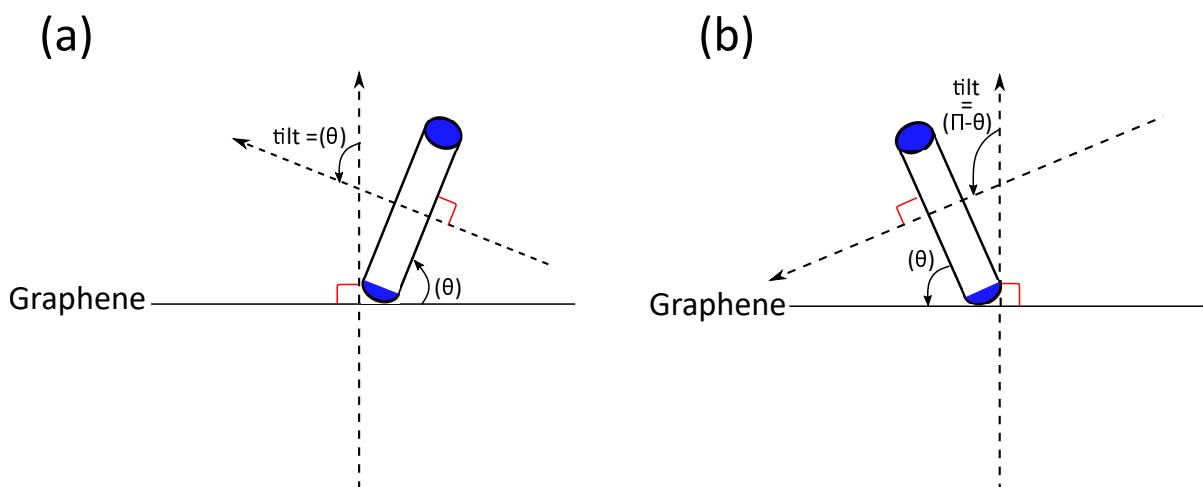 (a)
tilt =(θ)
(θ)
Graphene
(b)
tilt
=
(Π-θ)
(θ)
Graphene